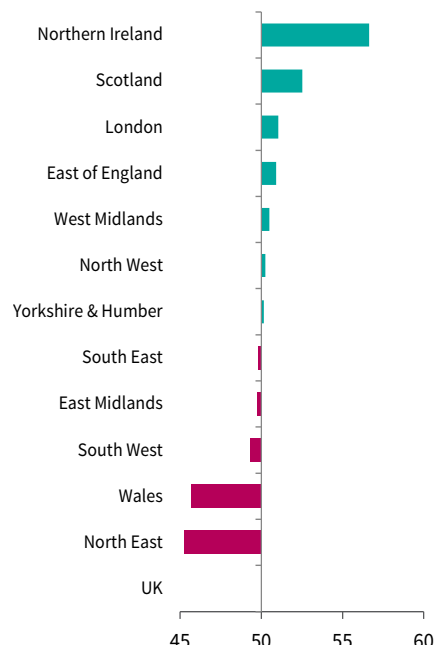 Northern Ireland
Scotland
London
East of England
West Midlands
North West
Yorkshire & Humber
South East
East Midlands
South West
Wales
North East
UK
45 50 55 60